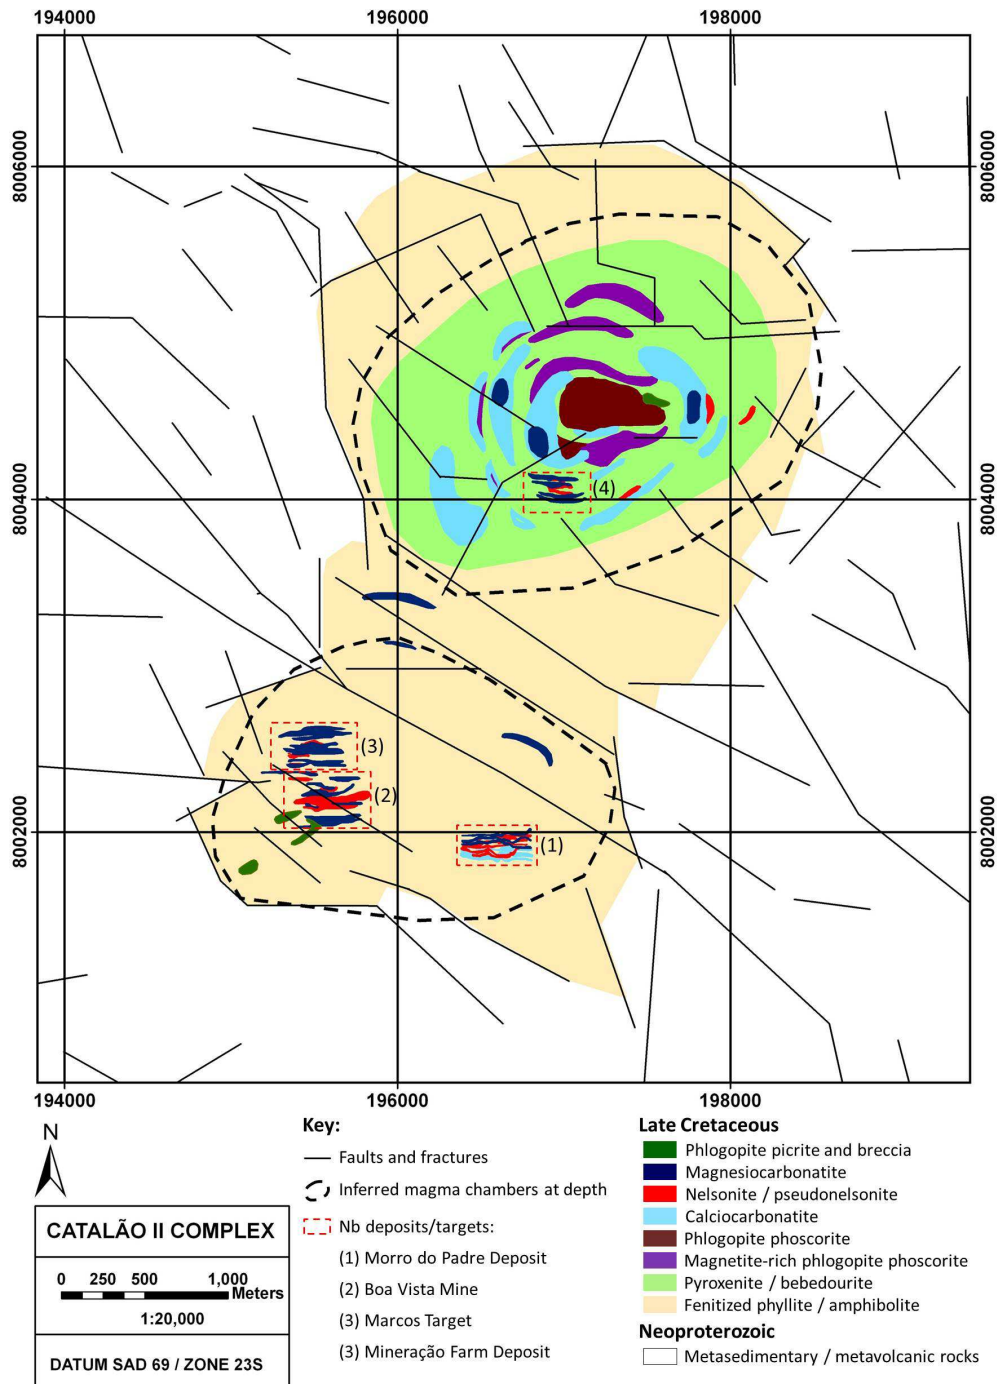 194000 196000 198000
8006000 8006000
8004000 8004000
8002000 8002000
(4)
(3)
(2)
(1)
194000 196000 198000
N
CATALÃO II COMPLEX
0 250 500 1,000
Meters
1:20,000
DATUM SAD 69 / ZONE 23S
Key:
Faults and fractures
Inferred magma chambers at depth
Nb deposits/targets:
(1) Morro do Padre Deposit
(2) Boa Vista Mine
(3) Marcos Target
(3) Mineração Farm Deposit
Late Cretaceous
Phlogopite picrite and breccia
Magnesiocarbonatite
Nelsonite / pseudonelsonite
Calciocarbonatite
Phlogopite phoscorite
Magnetite-rich phlogopite phoscorite
Pyroxenite / bebedourite
Fenitized phyllite / amphibolite
Neoproterozoic
Metasedimentary / metavolcanic rocks